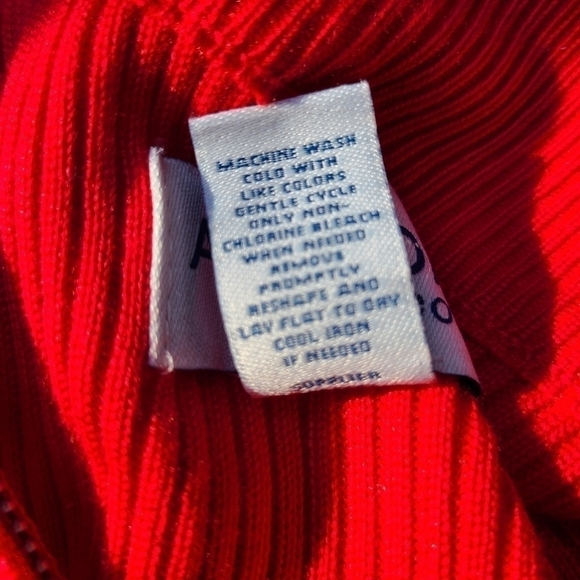 MACHINE WASH
COLD WITH
LIKE COLORS
GENTLE CYCLE
ONLY NON-
CHLORINE BLEACH
WHEN NEEDED
REMOVE
PROMPTLY
RESHAPE AND
LAY FLAT TO DRY
COOL IRON
IF NEEDED